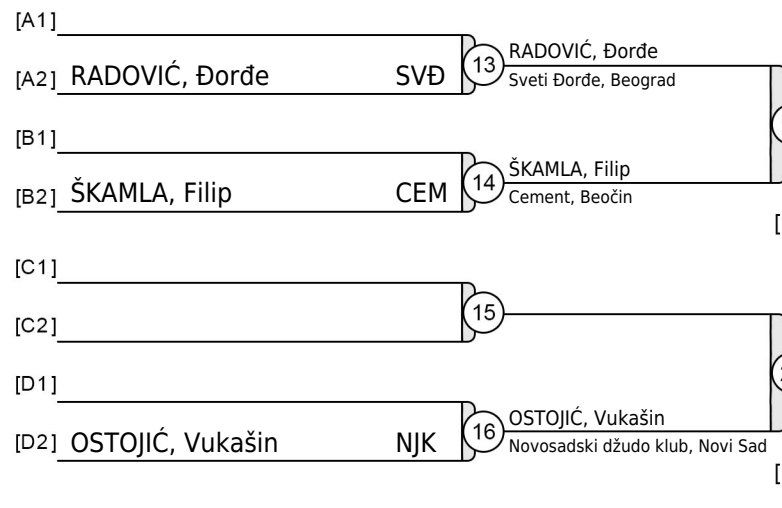 [A1]
[A2] RADOVIĆ, Đorđe SVĐ
13
RADOVIĆ, Đorđe
Sveti Đorđe, Beograd
[B1]
[B2] ŠKAMLA, Filip CEM
14
ŠKAMLA, Filip
Cement, Beočin
[
[C1]
[C2]
15
[D1]
[D2] OSTOJIĆ, Vukašin NJK
16
OSTOJIĆ, Vukašin
Novosadski džudo klub, Novi Sad
[